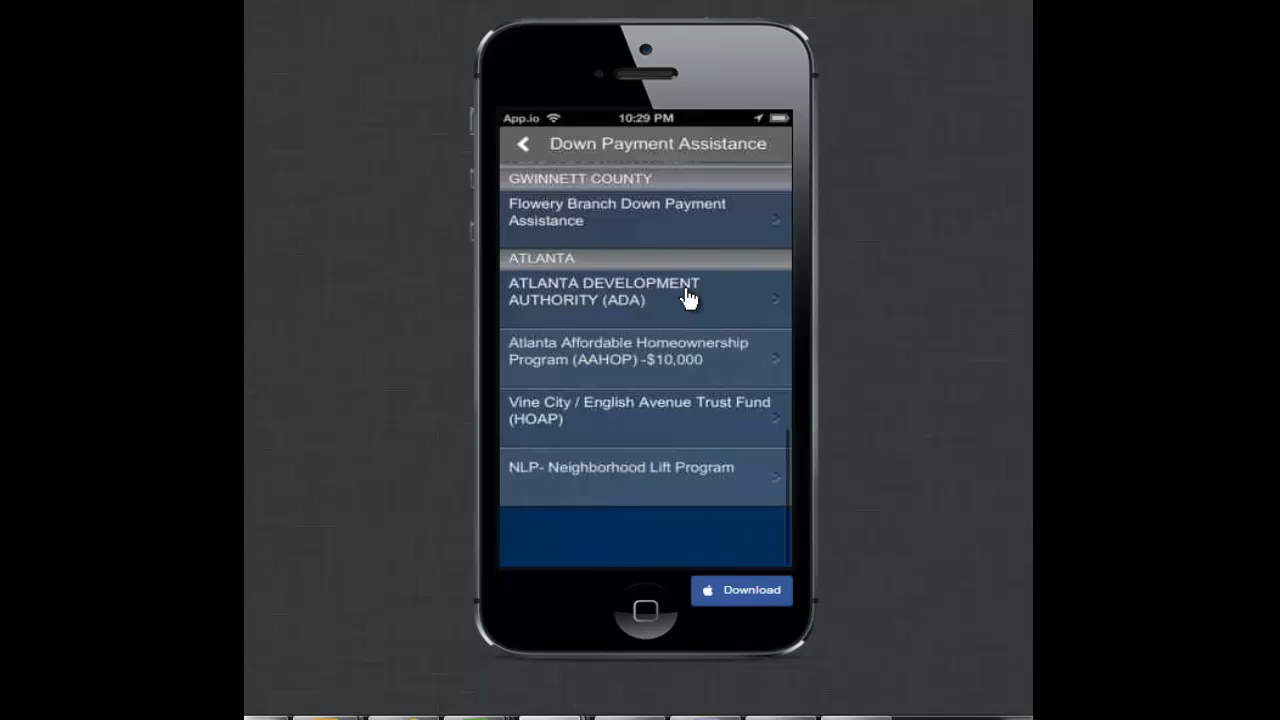 App.io 10:29 PM
Down Payment Assistance
GWINNETT COUNTY
Flowery Branch Down Payment
Assistance
ATLANTA
ATLANTA DEVELOPMENT
AUTHORITY (ADA)
Atlanta Affordable Homeownership
Program (AAHOP) -$10,000
Vine City / English Avenue Trust Fund
(HOAP)
NLP- Neighborhood Lift Program
Download